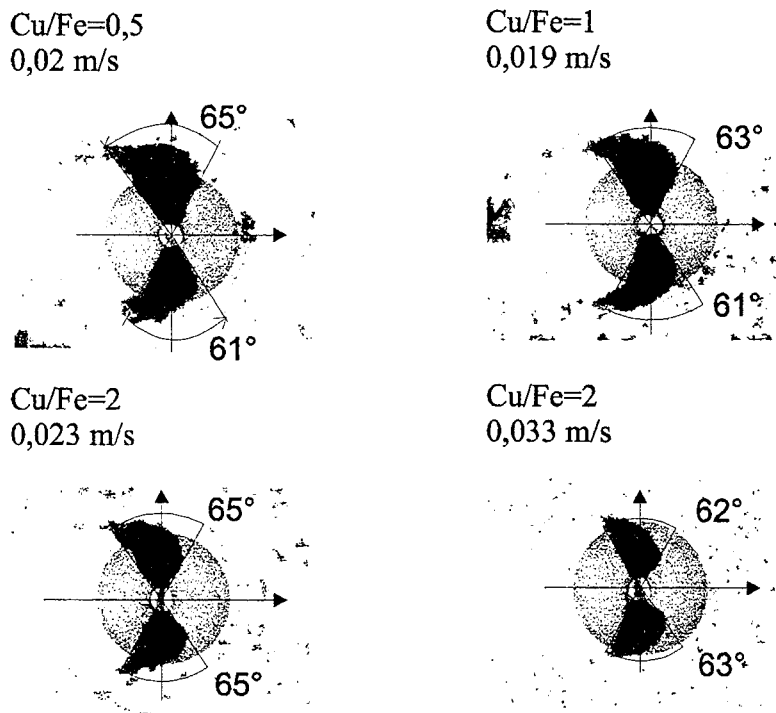 Cu/Fe=0,5
0,02 m/s
65°
61°
Cu/Fe=1
0,019 m/s
63°
61°
Cu/Fe=2
0,023 m/s
65°
65°
Cu/Fe=2
0,033 m/s
62°
63°